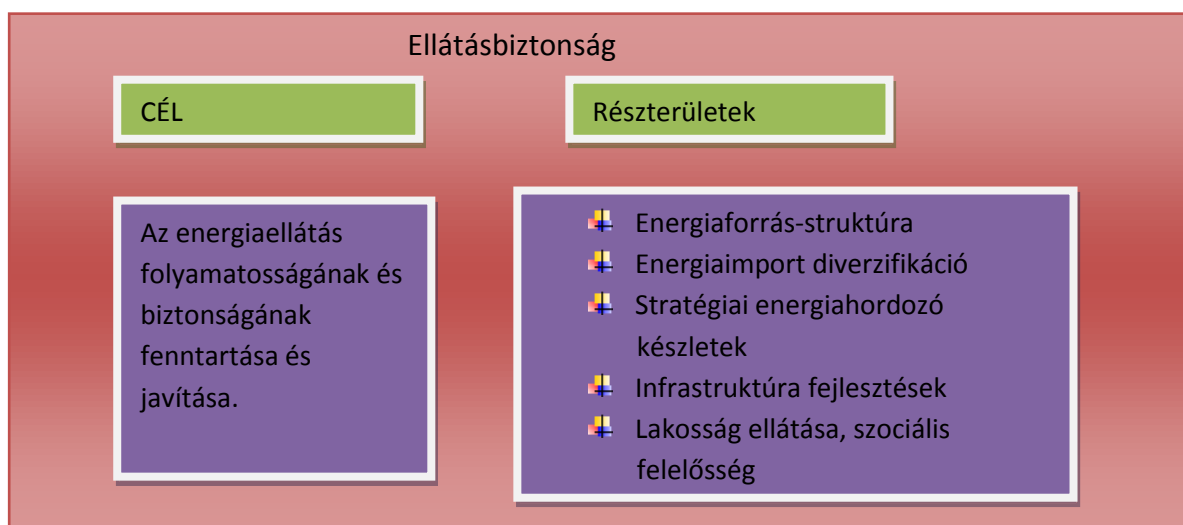 Ellátásbiztonság
CÉL
Részterületek
Az energiaellátás
folyamatosságának és
biztonságának
fenntartása és
javítása.
Energiaforrás-struktúra
Energiaimport diverzifikáció
Stratégiai energiahordozó
készletek
Infrastruktúra fejlesztések
Lakosság ellátása, szociális
felelősség